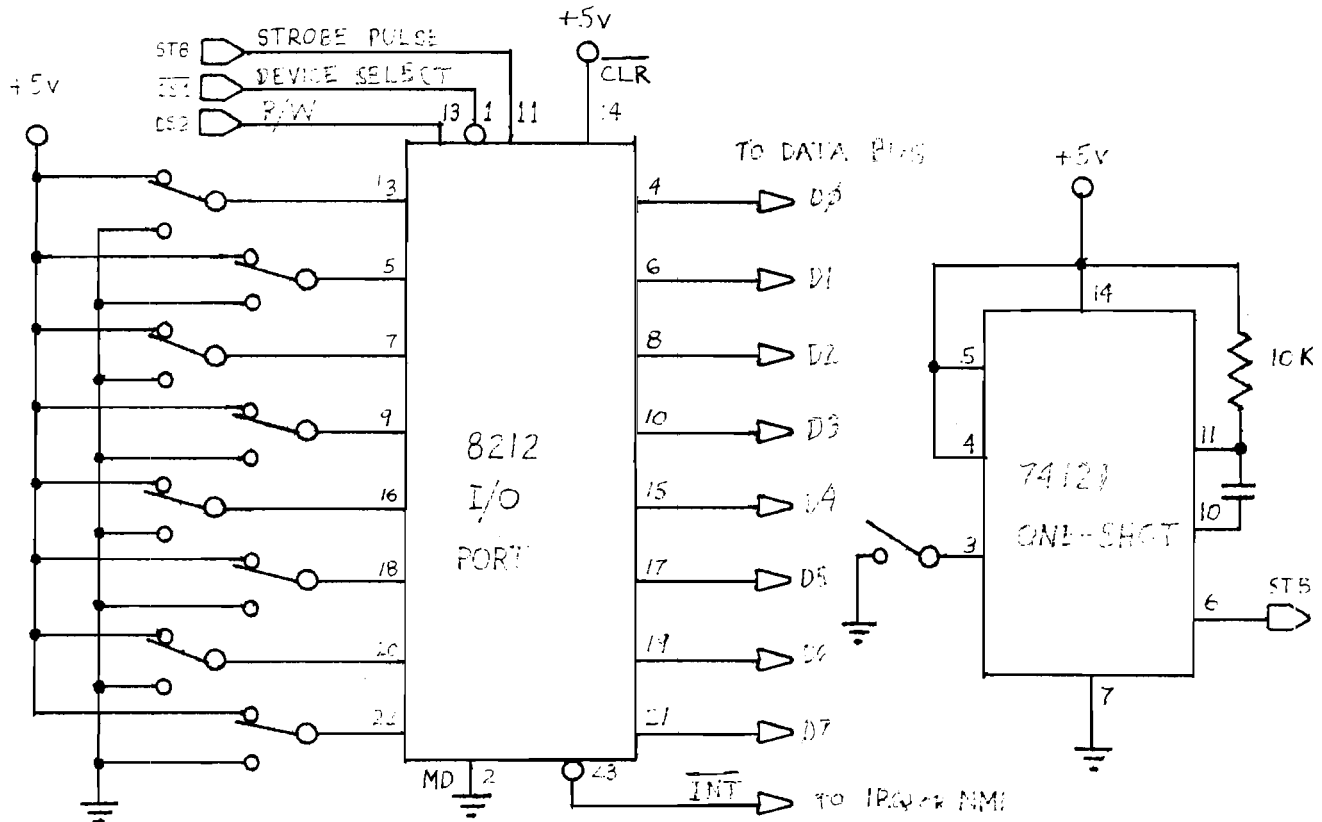 +5v
STB STROBE PULSE
DEVICE SELECT
DS2 R/W
+5v
CLR
13 1 11 14
3
5
7
9
16
18
20
22
8212
I/O
PORT
MD 2
23
INT
TO IRQ or NMI
TO DATA BUS
4 DØ
6 D1
8 D2
10 D3
15 D4
17 D5
19 D6
21 D7
+5v
14
5
4
3
74121
ONE-SHOT
11
10
6
7
10K
STB